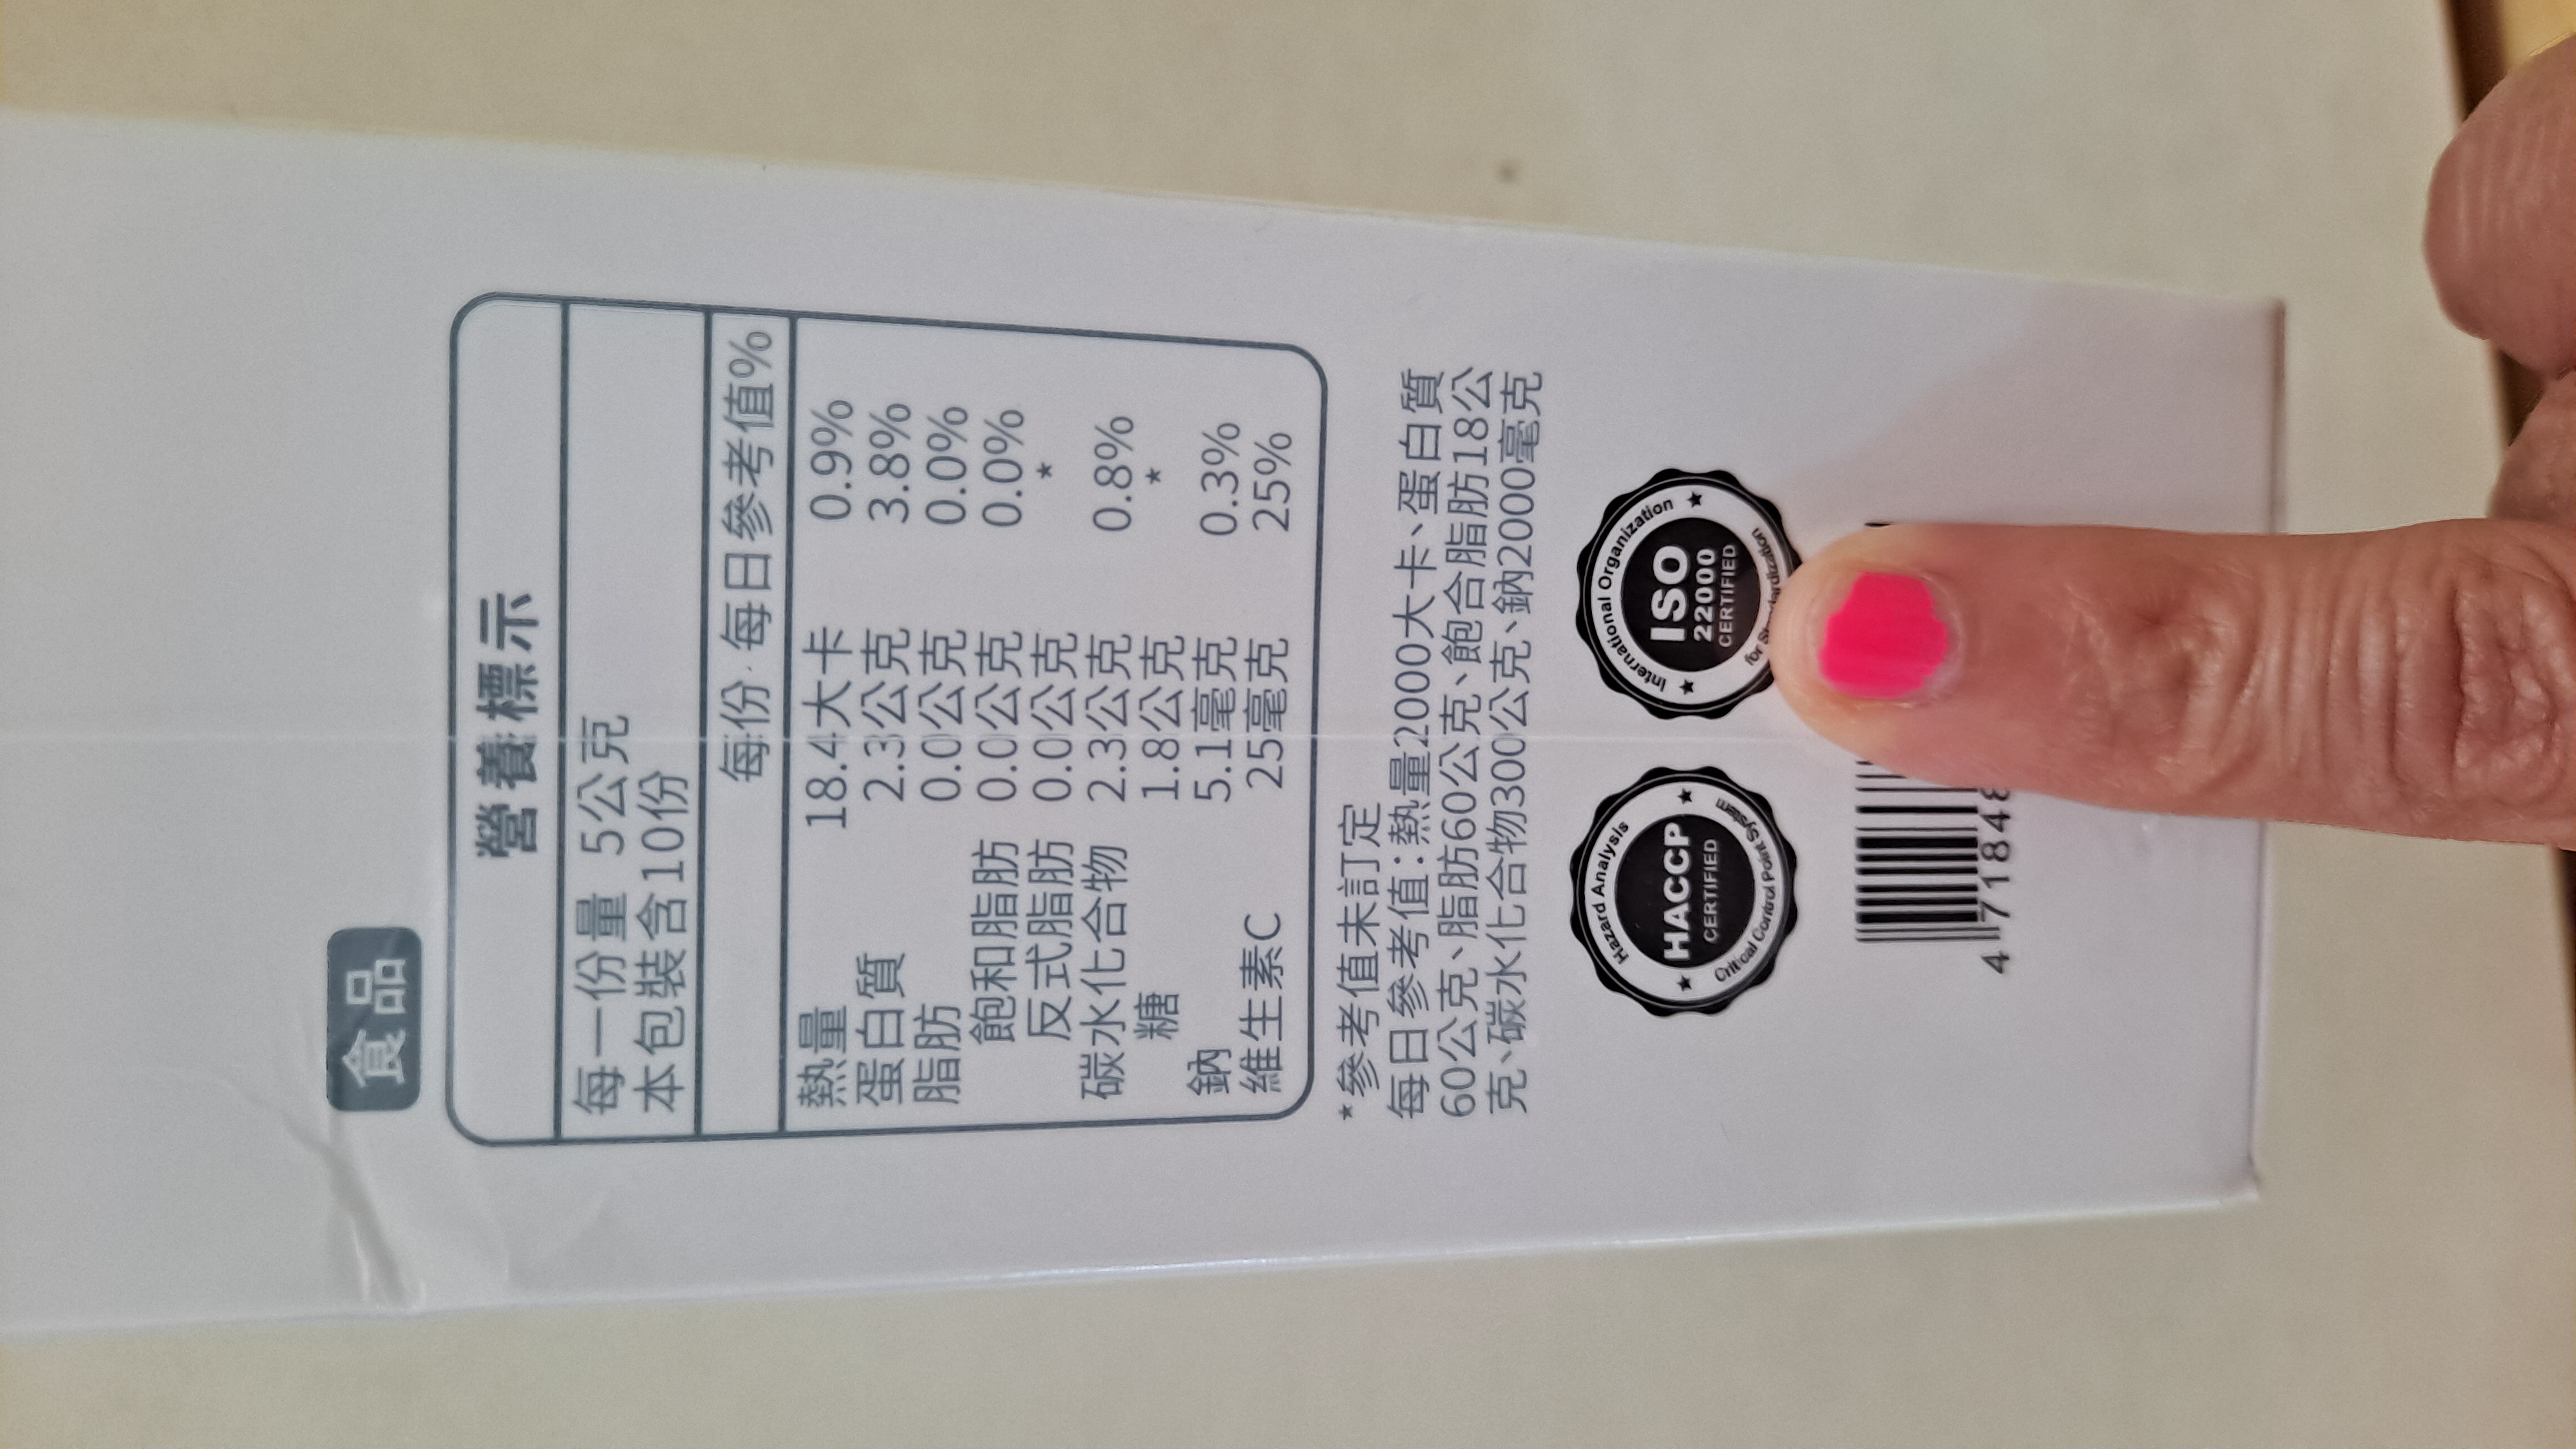 食品
營養標示
每一份量 5公克
本包裝含10份
每份 每日參考值%
熱量 18.4大卡 0.9%
蛋白質 2.3公克 3.8%
脂肪 0.0公克 0.0%
飽和脂肪 0.0公克 0.0%
反式脂肪 0.0公克 *
碳水化合物 2.3公克 0.8%
糖 1.8公克 *
鈉 5.1毫克 0.3%
維生素C 25毫克 25%
*參考值未訂定
每日參考值：熱量2000大卡、蛋白質
60公克、脂肪60公克、飽合脂肪18公
克、碳水化合物300公克、鈉2000毫克
Hazard Analysis
HACCP
CERTIFIED
Critical Control Point System
International Organization
ISO
22000
CERTIFIED
for
4 71848